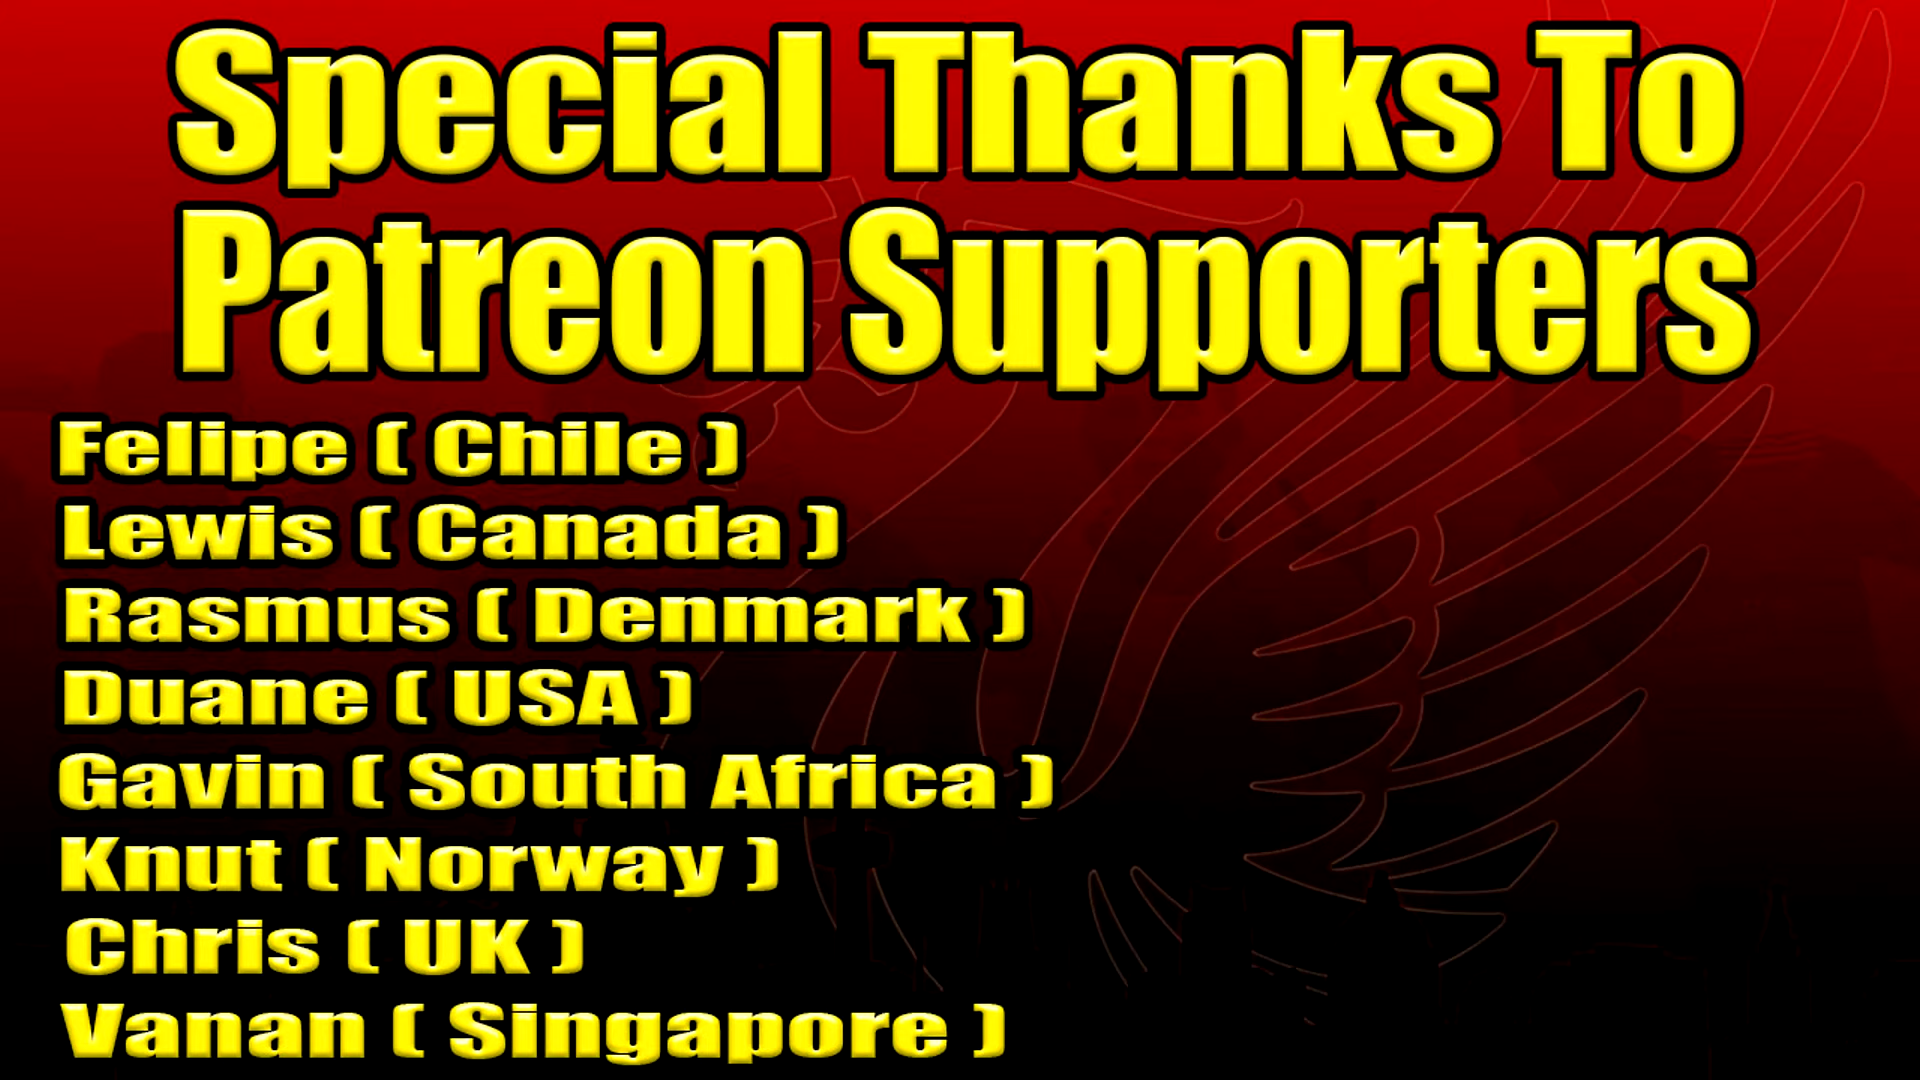 Special Thanks To
Patreon Supporters
Felipe ( Chile )
Lewis ( Canada )
Rasmus ( Denmark )
Duane ( USA )
Gavin ( South Africa )
Knut ( Norway )
Chris ( UK )
Vanan ( Singapore )